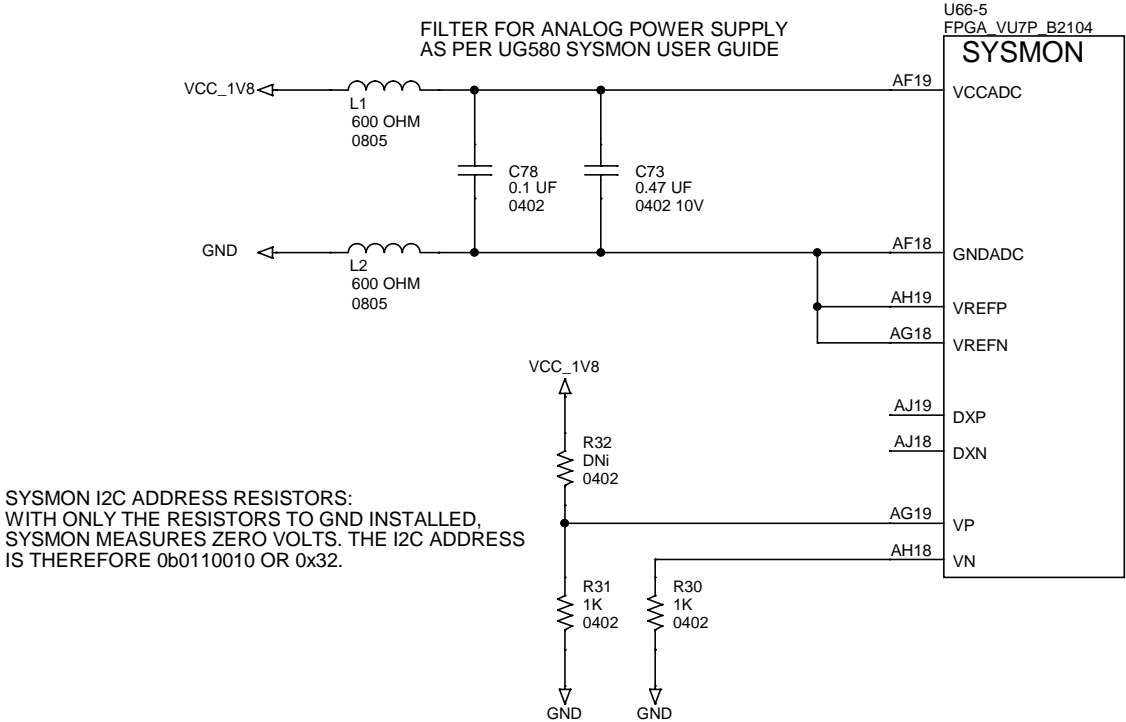 U66-5
FPGA_VU7P_B2104
SYSMON
FILTER FOR ANALOG POWER SUPPLY
AS PER UG580 SYSMON USER GUIDE
VCC_1V8
L1
600 OHM
0805
AF19
VCCADC
C78
0.1 UF
0402
C73
0.47 UF
0402 10V
GND
L2
600 OHM
0805
AF18
GNDADC
AH19
VREFP
AG18
VREFN
VCC_1V8
AJ19
DXP
AJ18
DXN
R32
DNi
0402
SYSMON I2C ADDRESS RESISTORS:
WITH ONLY THE RESISTORS TO GND INSTALLED,
SYSMON MEASURES ZERO VOLTS. THE I2C ADDRESS
IS THEREFORE 0b0110010 OR 0x32.
AG19
VP
AH18
VN
R31
1K
0402
R30
1K
0402
GND
GND